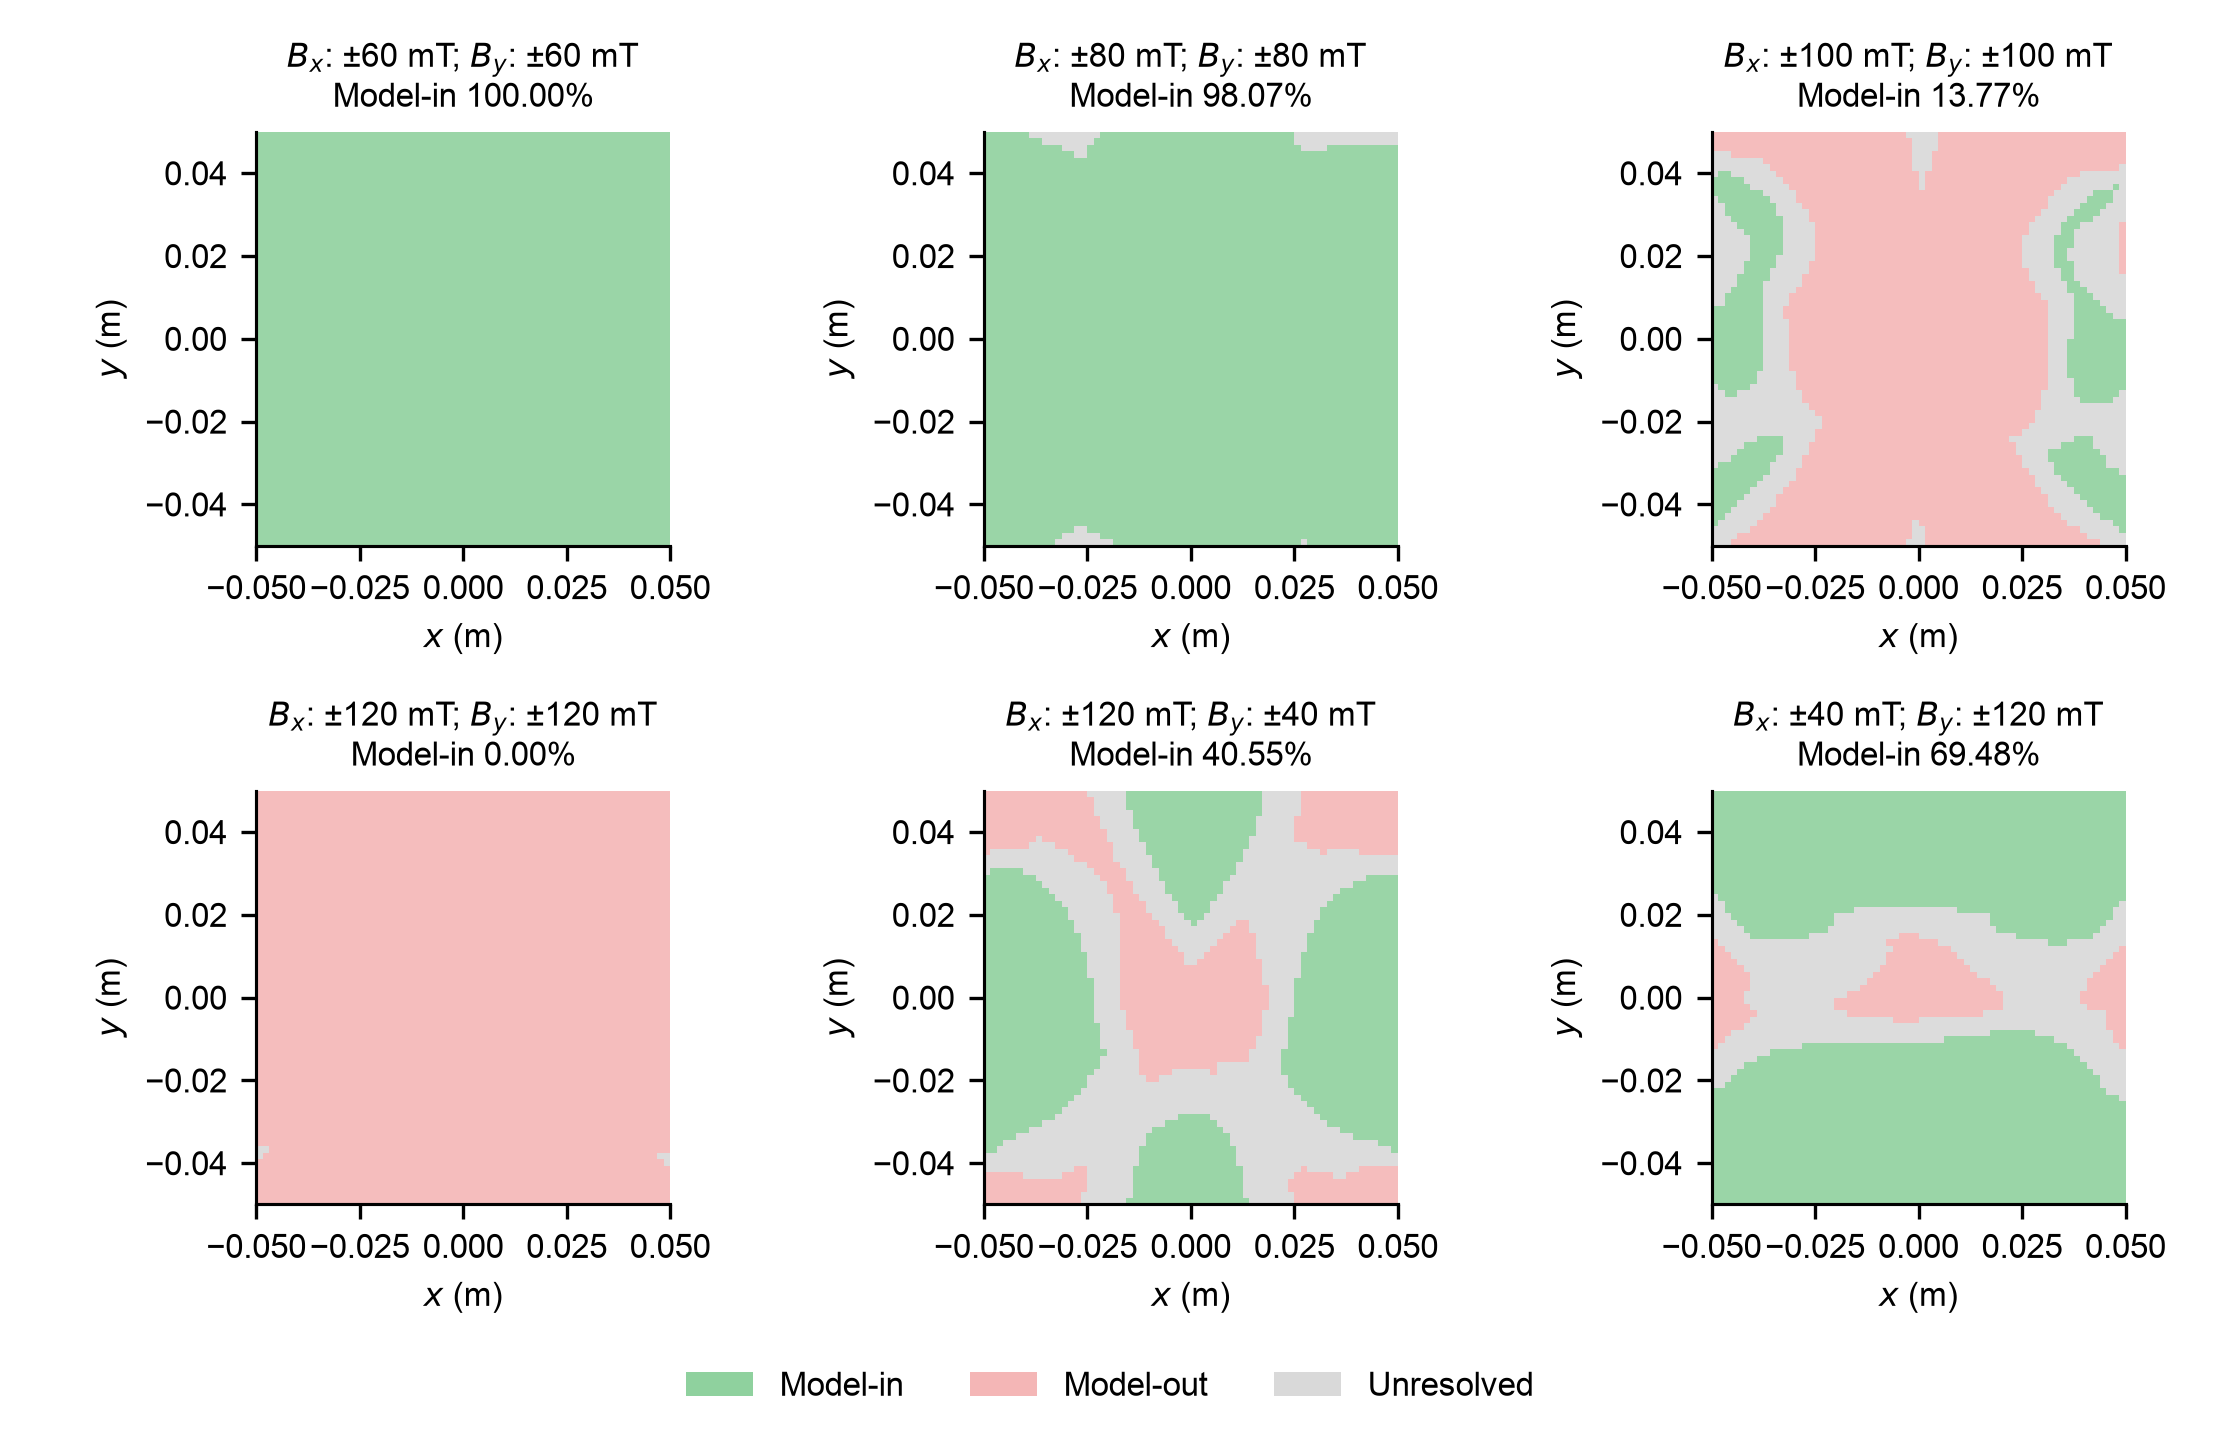 Bx: ±60 mT; By: ±60 mT
Model-in 100.00%
Bx: ±80 mT; By: ±80 mT
Model-in 98.07%
Bx: ±100 mT; By: ±100 mT
Model-in 13.77%
0.04
0.02
0.00
−0.02
−0.04
y (m)
−0.050 −0.025 0.000 0.025 0.050
x (m)
0.04
0.02
0.00
−0.02
−0.04
y (m)
−0.050 −0.025 0.000 0.025 0.050
x (m)
0.04
0.02
0.00
−0.02
−0.04
y (m)
−0.050 −0.025 0.000 0.025 0.050
x (m)
Bx: ±120 mT; By: ±120 mT
Model-in 0.00%
Bx: ±120 mT; By: ±40 mT
Model-in 40.55%
Bx: ±40 mT; By: ±120 mT
Model-in 69.48%
0.04
0.02
0.00
−0.02
−0.04
y (m)
−0.050 −0.025 0.000 0.025 0.050
x (m)
0.04
0.02
0.00
−0.02
−0.04
y (m)
−0.050 −0.025 0.000 0.025 0.050
x (m)
0.04
0.02
0.00
−0.02
−0.04
y (m)
−0.050 −0.025 0.000 0.025 0.050
x (m)
Model-in Model-out Unresolved